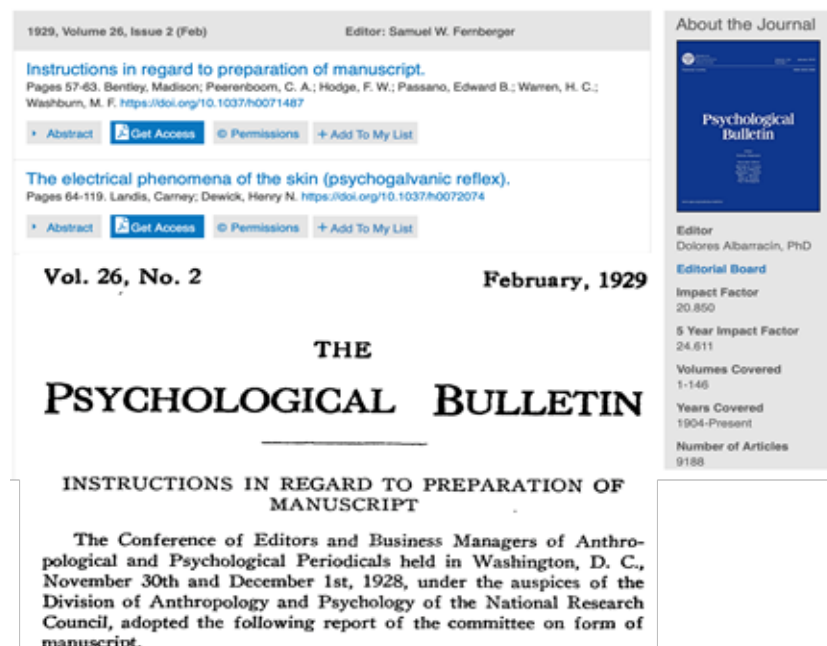 1929, Volume 26, Issue 2 (Feb) Editor: Samuel W. Fernberger
Instructions in regard to preparation of manuscript.
Pages 57-63. Bentley, Madison; Peerenboom, C. A.; Hodge, F. W.; Passano, Edward B.; Warren, H. C.;
Washburn, M. F. https://doi.org/10.1037/h0071487
Abstract Get Access © Permissions + Add To My List
The electrical phenomena of the skin (psychogalvanic reflex).
Pages 64-119. Landis, Carney; Dewick, Henry N. https://doi.org/10.1037/h0072074
Abstract Get Access © Permissions + Add To My List
Vol. 26, No. 2 February, 1929
THE
PSYCHOLOGICAL BULLETIN
INSTRUCTIONS IN REGARD TO PREPARATION OF
MANUSCRIPT
The Conference of Editors and Business Managers of Anthro-
pological and Psychological Periodicals held in Washington, D. C.,
November 30th and December 1st, 1928, under the auspices of the
Division of Anthropology and Psychology of the National Research
Council, adopted the following report of the committee on form of
manuscript.
About the Journal
Psychological
Bulletin
Editor
Dolores Albarracín, PhD
Editorial Board
Impact Factor
20.850
5 Year Impact Factor
24.611
Volumes Covered
1-146
Years Covered
1904-Present
Number of Articles
9188